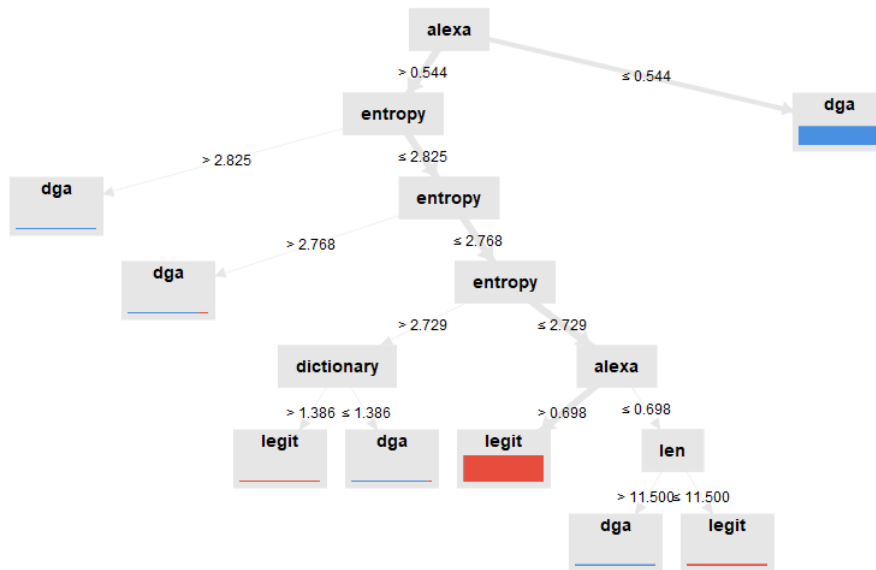 alexa
> 0.544
≤ 0.544
entropy
dga
> 2.825
≤ 2.825
dga
entropy
> 2.768
≤ 2.768
dga
entropy
> 2.729
≤ 2.729
dictionary
alexa
> 1.386
≤ 1.386
> 0.698
≤ 0.698
legit
dga
legit
len
> 11.500
≤ 11.500
dga
legit